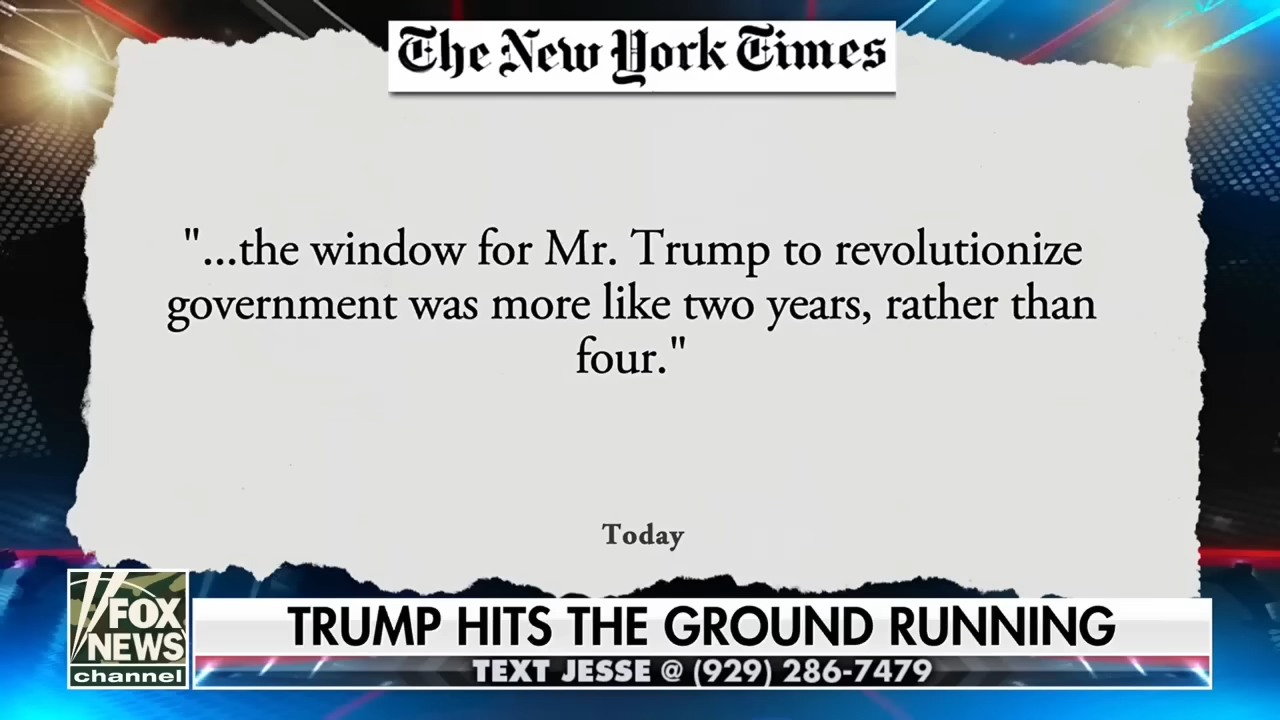 The New York Times
"...the window for Mr. Trump to revolutionize
government was more like two years, rather than
four."
Today
FOX
NEWS
channel
TRUMP HITS THE GROUND RUNNING
TEXT JESSE @ (929) 286-7479